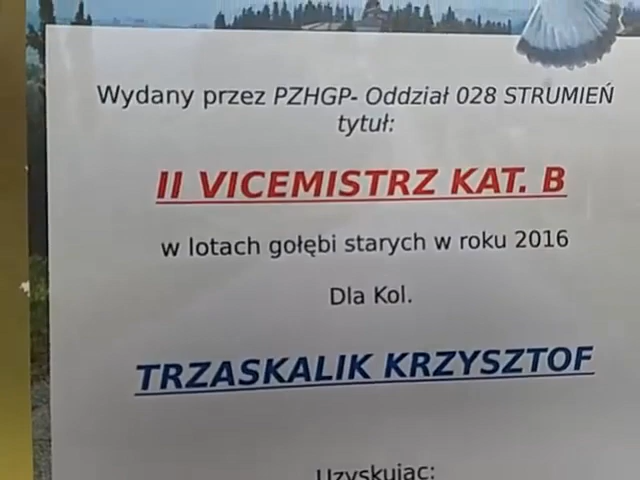 Wydany przez PZHGP- Oddział 028 STRUMIEŃ
tytuł:
II VICEMISTRZ KAT. B
w lotach gołębi starych w roku 2016
Dla Kol.
TRZASKALIK KRZYSZTOF
Uzyskując: